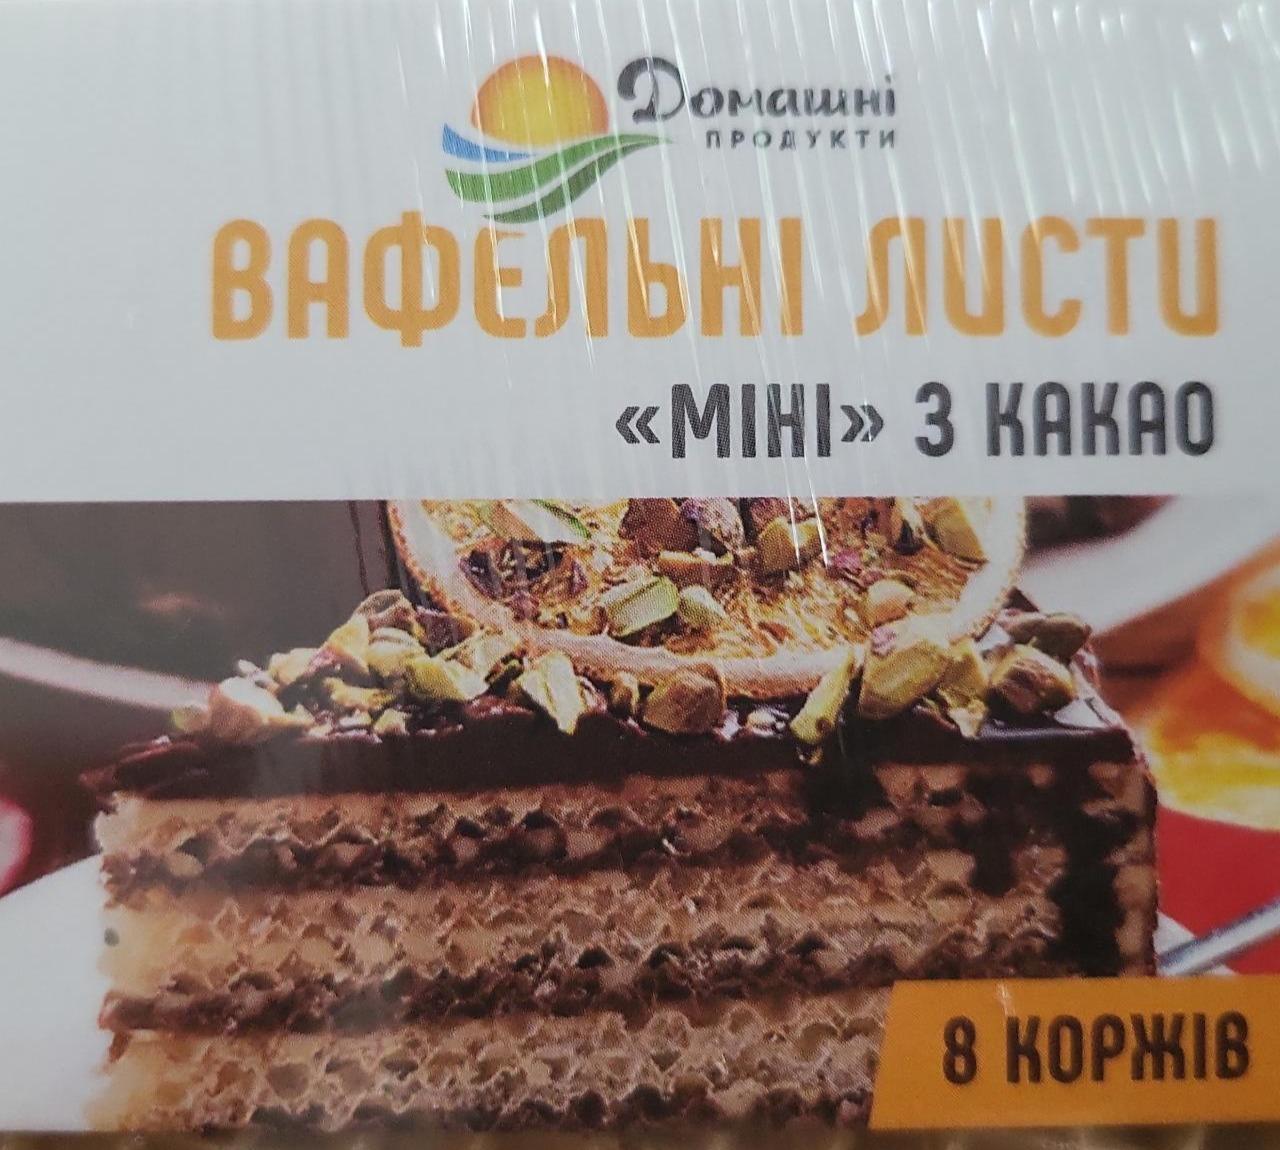 Домашні
ПРОДУКТИ
ВАФЕЛЬНІ ЛИСТИ
«МІНІ» З КАКАО
8 КОРЖІВ